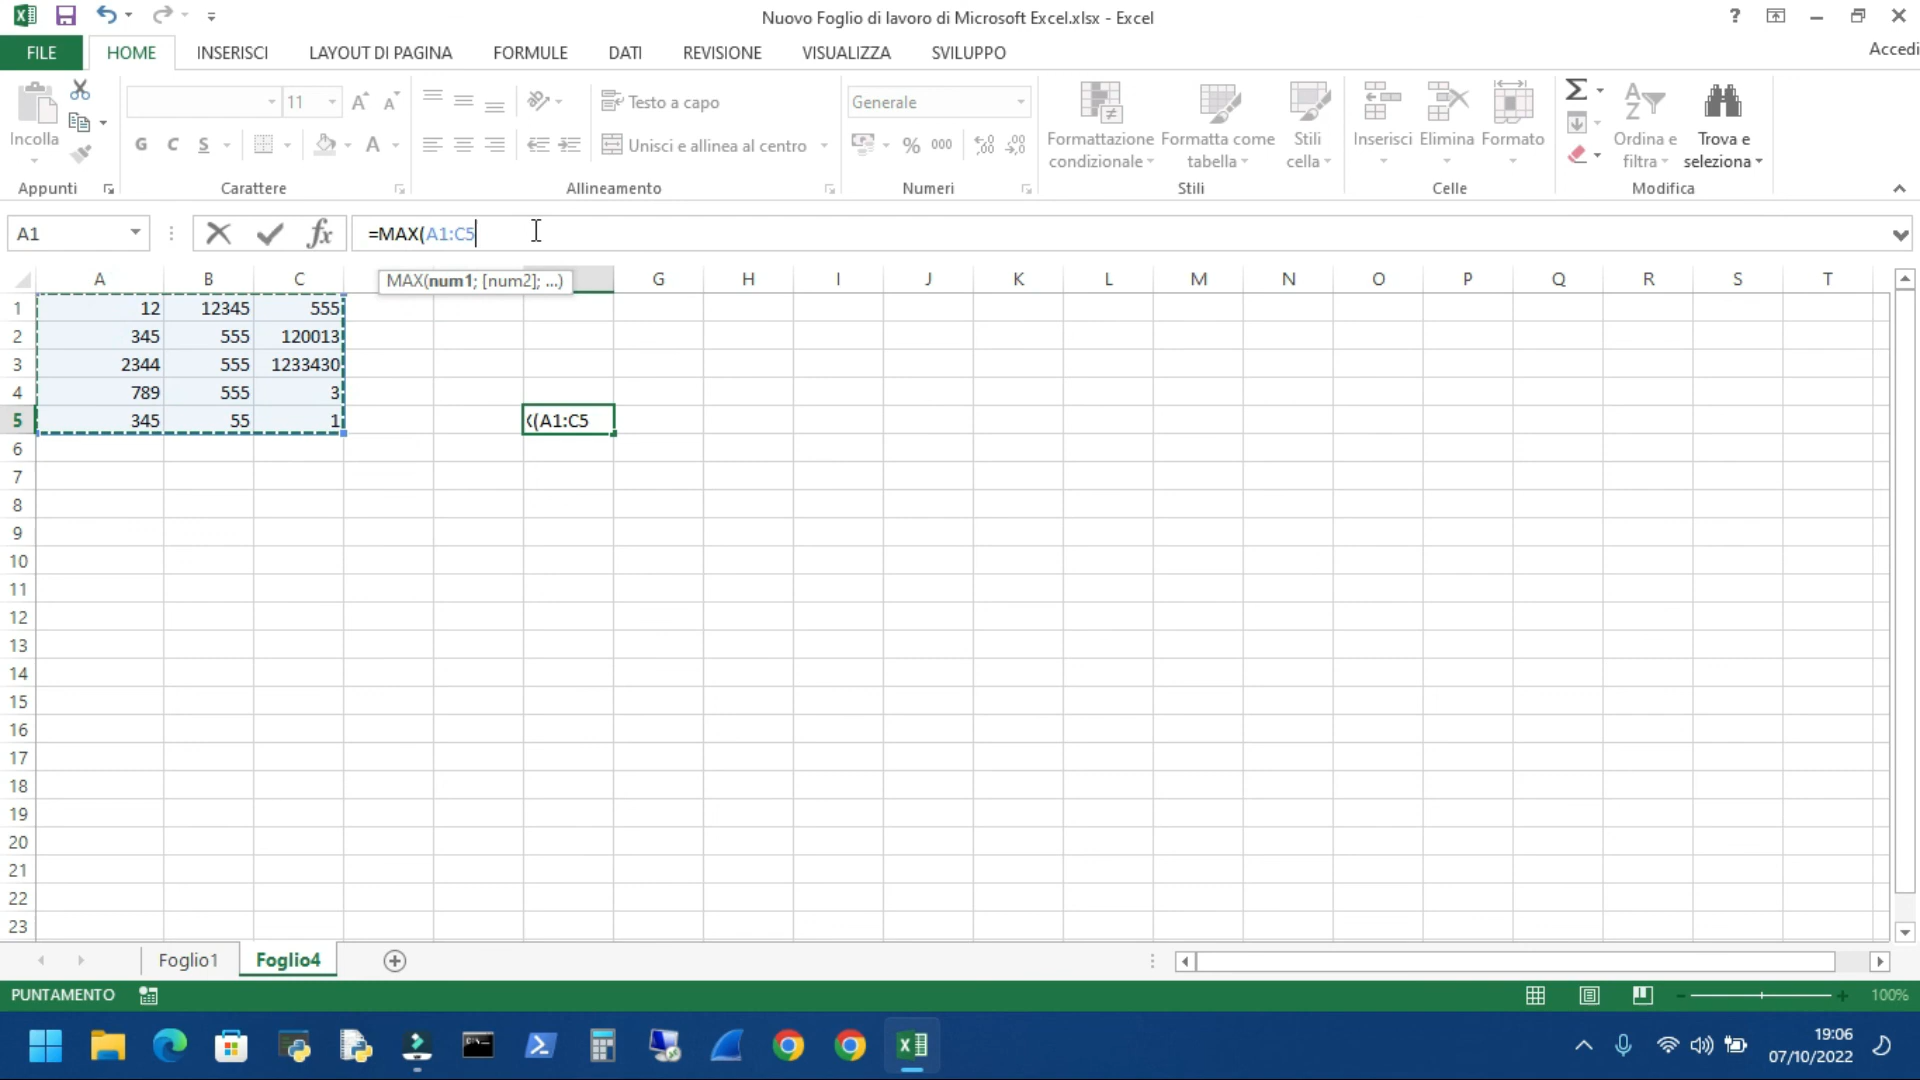 Nuovo Foglio di lavoro di Microsoft Excel.xlsx - Excel
?
FILE HOME INSERISCI LAYOUT DI PAGINA FORMULE DATI REVISIONE VISUALIZZA SVILUPPO Accedi
Incolla
Appunti
11
G C S A
Carattere
Testo a capo
Unisci e allinea al centro
Allineamento
Generale
% 000
Numeri
Formattazione condizionale
Formatta come tabella
Stili cella
Stili
Inserisci Elimina Formato
Celle
Ordina e filtra
Trova e seleziona
Modifica
A1 fx =MAX(A1:C5
MAX(num1; [num2]; ...)
A B C G H I J K L M N O P Q R S T
1 12 12345 555
2 345 555 120013
3 2344 555 1233430
4 789 555 3
5 345 55 1 (A1:C5
6
7
8
9
10
11
12
13
14
15
16
17
18
19
20
21
22
23
Foglio1 Foglio4
PUNTAMENTO 100%
19:06
07/10/2022